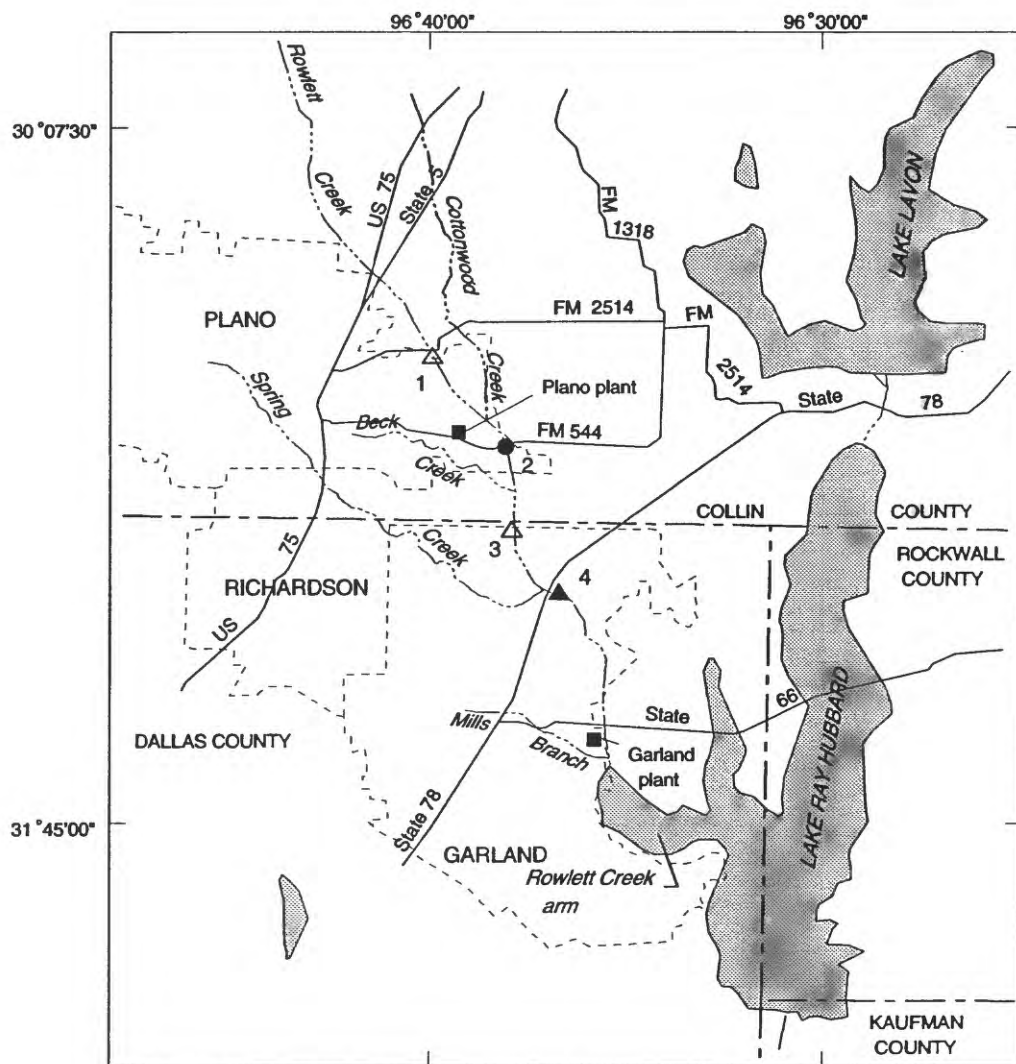 96°40'00"
96°30'00"
30°07'30"
Rowlett
Creek
US 75
State 5
Cottonwood
Creek
FM
1318
LAKE LAVON
PLANO
FM 2514
FM
2514
State
78
1
Spring
Creek
Plano plant
Beck
Creek
FM 544
2
COLLIN
COUNTY
ROCKWALL
COUNTY
3
4
75
US
RICHARDSON
66
State
Mills
Branch
Garland
plant
DALLAS COUNTY
LAKE RAY HUBBARD
State 78
31°45'00"
GARLAND
Rowlett Creek
arm
KAUFMAN
COUNTY